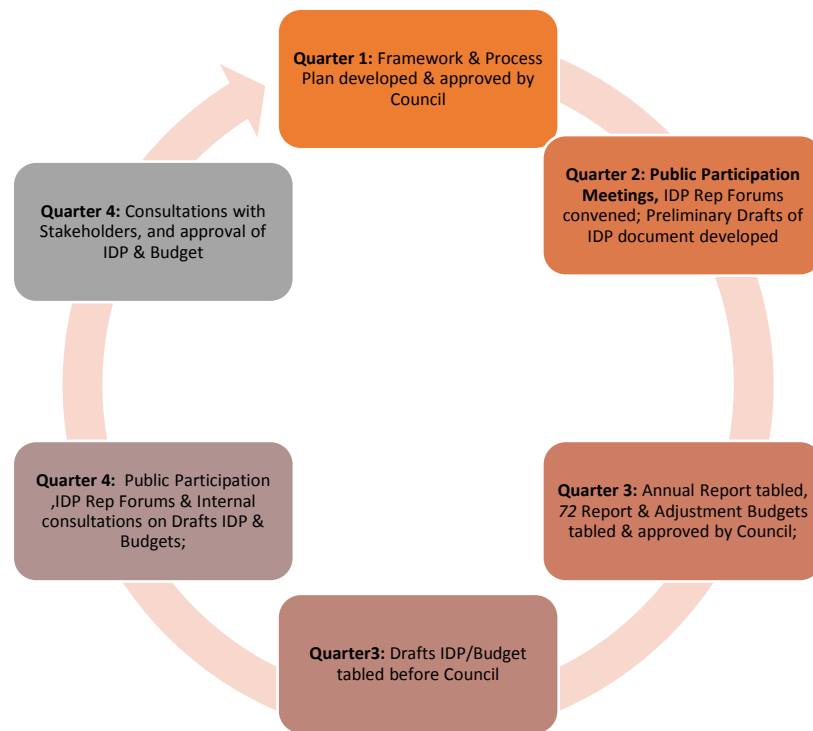 Quarter 1: Framework & Process
Plan developed & approved by
Council
Quarter 2: Public Participation
Meetings, IDP Rep Forums
convened; Preliminary Drafts of
IDP document developed
Quarter 3: Annual Report tabled,
72 Report & Adjustment Budgets
tabled & approved by Council;
Quarter3: Drafts IDP/Budget
tabled before Council
Quarter 4: Public Participation
,IDP Rep Forums & Internal
consultations on Drafts IDP &
Budgets;
Quarter 4: Consultations with
Stakeholders, and approval of
IDP & Budget